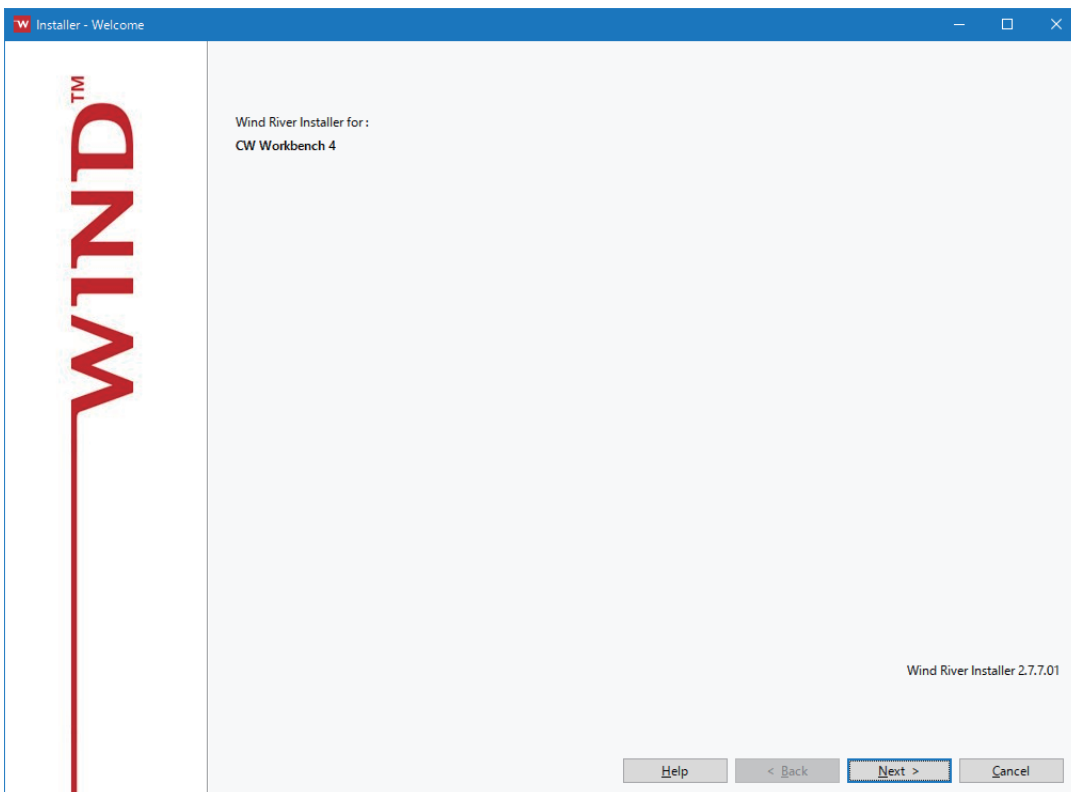 W Installer - Welcome
WIND™
Wind River Installer for :
CW Workbench 4
Wind River Installer 2.7.7.01
Help
< Back
Next >
Cancel